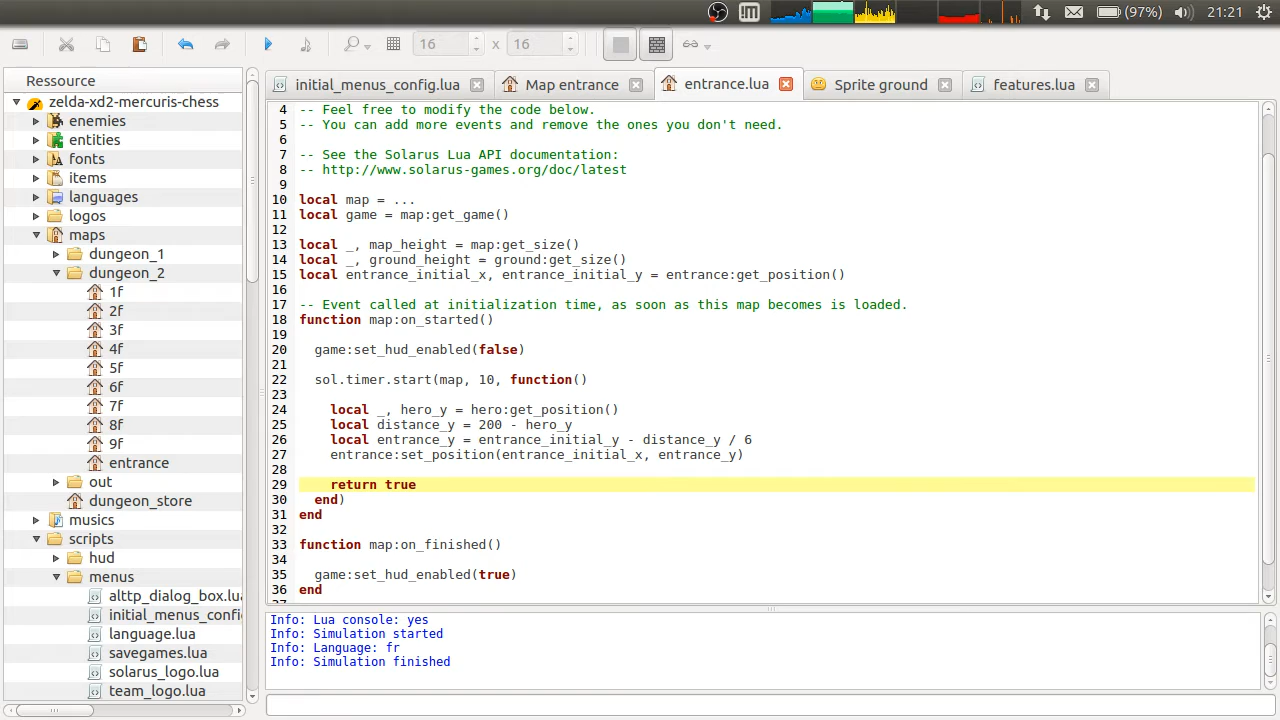 (97%)
21:21
16 x 16
Ressource
zelda-xd2-mercuris-chess
enemies
entities
fonts
items
languages
logos
maps
dungeon_1
dungeon_2
1f
2f
3f
4f
5f
6f
7f
8f
9f
entrance
out
dungeon_store
musics
scripts
hud
menus
alttp_dialog_box.lua
initial_menus_confi
language.lua
savegames.lua
solarus_logo.lua
team_logo.lua
initial_menus_config.lua
Map entrance
entrance.lua
Sprite ground
features.lua
4 -- Feel free to modify the code below.
5 -- You can add more events and remove the ones you don't need.
6
7 -- See the Solarus Lua API documentation:
8 -- http://www.solarus-games.org/doc/latest
9
10 local map = ...
11 local game = map:get_game()
12
13 local _, map_height = map:get_size()
14 local _, ground_height = ground:get_size()
15 local entrance_initial_x, entrance_initial_y = entrance:get_position()
16
17 -- Event called at initialization time, as soon as this map becomes is loaded.
18 function map:on_started()
19
20 game:set_hud_enabled(false)
21
22 sol.timer.start(map, 10, function()
23
24 local _, hero_y = hero:get_position()
25 local distance_y = 200 - hero_y
26 local entrance_y = entrance_initial_y - distance_y / 6
27 entrance:set_position(entrance_initial_x, entrance_y)
28
29 return true
30 end)
31 end
32
33 function map:on_finished()
34
35 game:set_hud_enabled(true)
36 end
37
Info: Lua console: yes
Info: Simulation started
Info: Language: fr
Info: Simulation finished